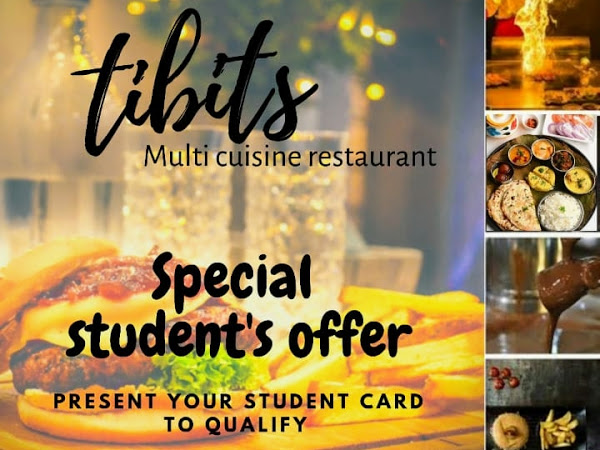 tibits
Multi cuisine restaurant
Special
student's offer
PRESENT YOUR STUDENT CARD
TO QUALIFY